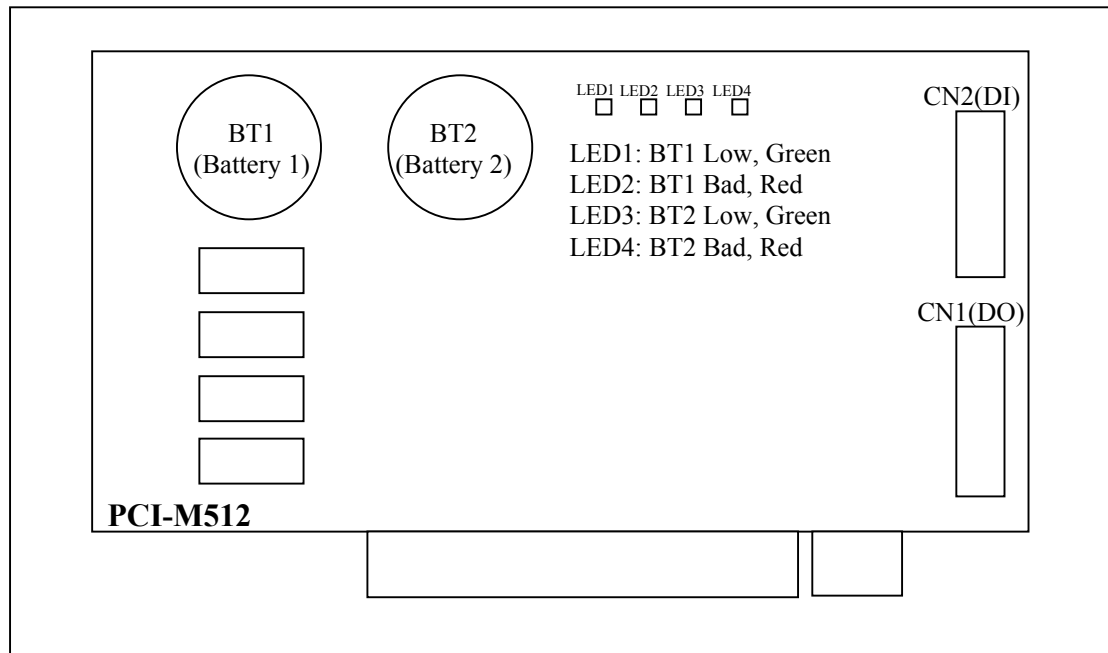 BT1
(Battery 1)
BT2
(Battery 2)
LED1 LED2 LED3 LED4
LED1: BT1 Low, Green
LED2: BT1 Bad, Red
LED3: BT2 Low, Green
LED4: BT2 Bad, Red
CN2(DI)
CN1(DO)
PCI-M512